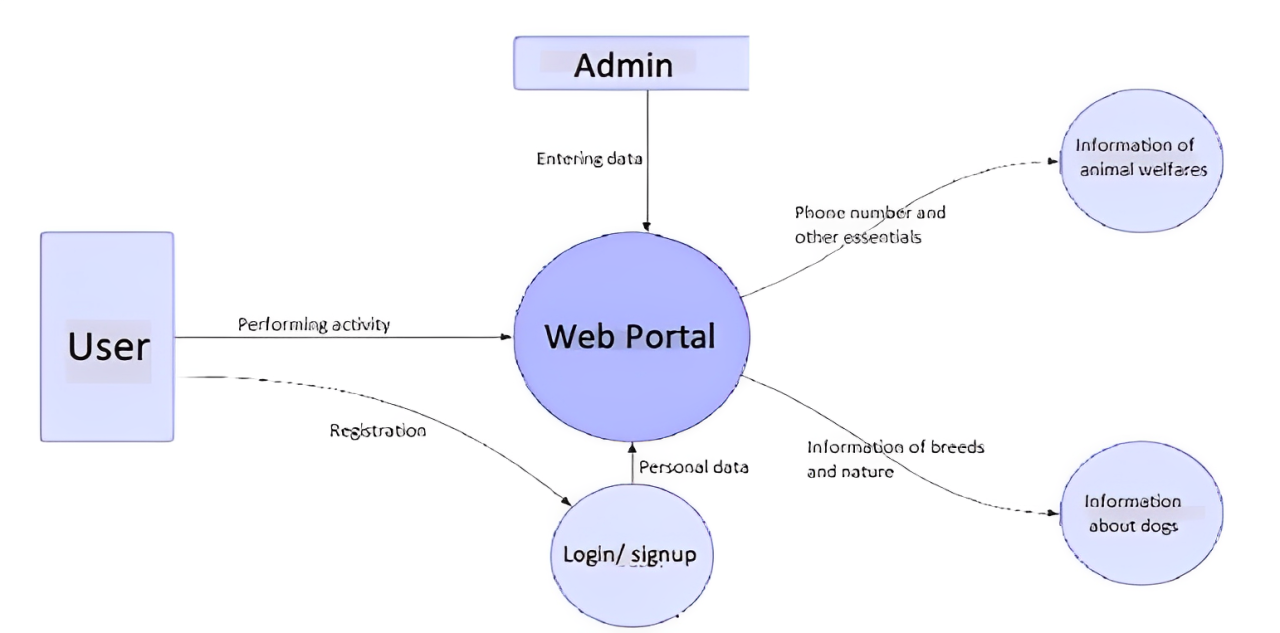 Admin
Entering data
Information of
animal welfares
Phone number and
other essentials
Performing activity
User
Web Portal
Registration
Personal data
Information of breeds
and nature
Information
about dogs
Login/ signup